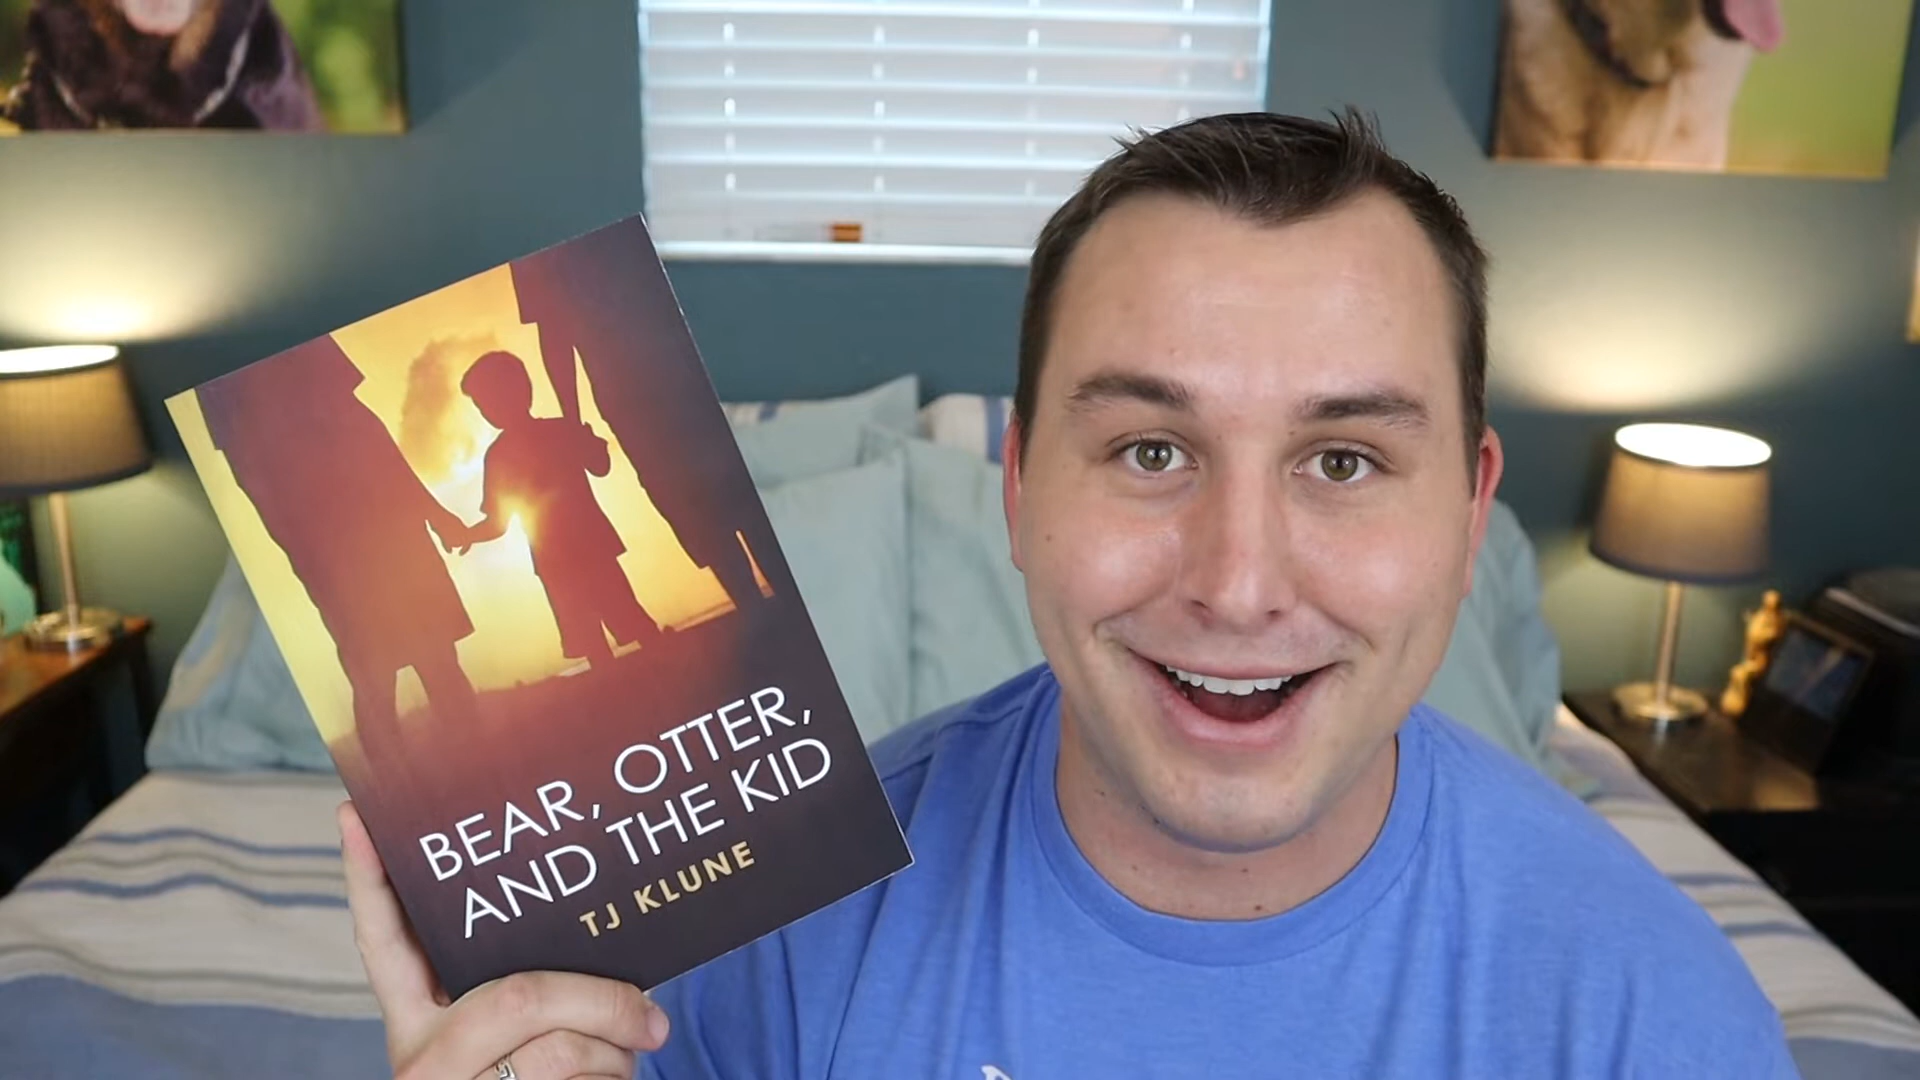 BEAR, OTTER,
AND THE KID
TJ KLUNE